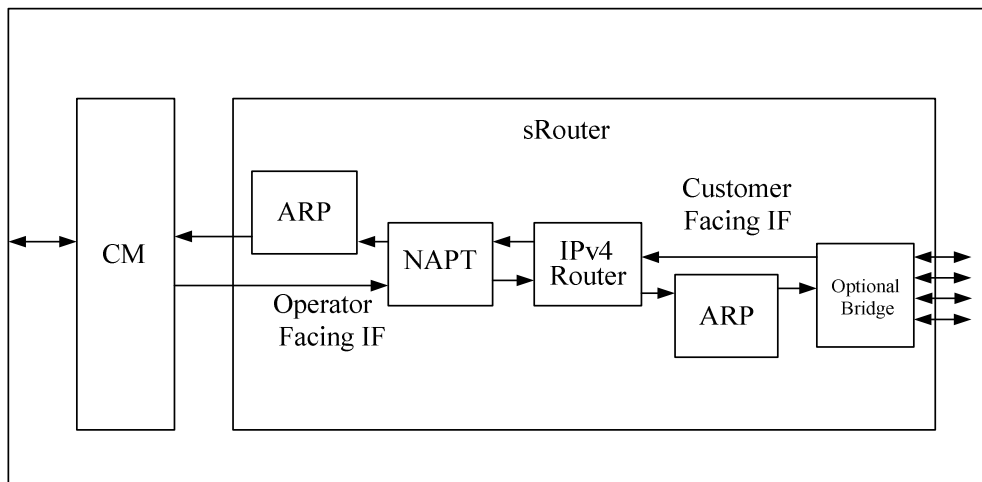 sRouter
Customer
Facing IF
ARP
CM
NAPT
IPv4
Router
Operator
Facing IF
ARP
Optional
Bridge